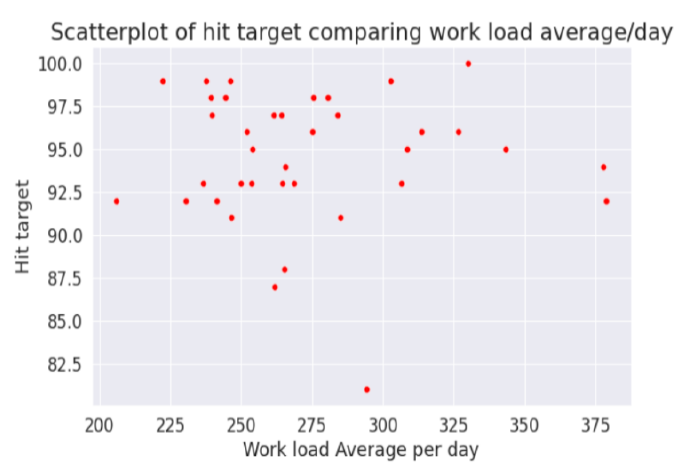 Scatterplot of hit target comparing work load average/day
100.0
97.5
95.0
92.5
90.0
87.5
85.0
82.5
Hit target
200 225 250 275 300 325 350 375
Work load Average per day